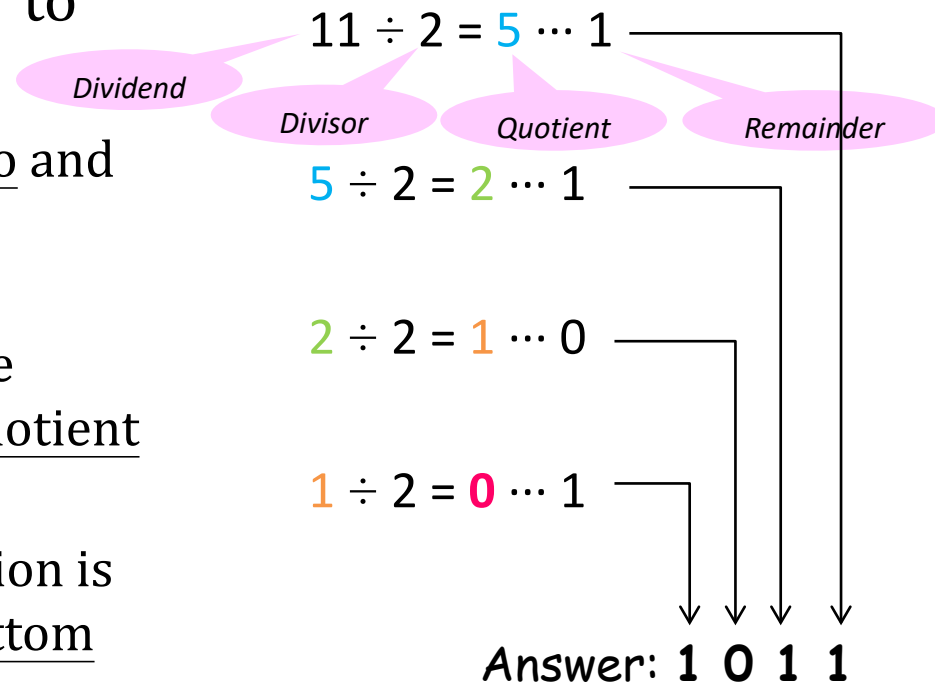 to
11 ÷ 2 = 5 ··· 1
Dividend
Divisor
Quotient
Remainder
and
5 ÷ 2 = 2 ··· 1
2 ÷ 2 = 1 ··· 0
1 ÷ 2 = 0 ··· 1
is
Answer: 1 0 1 1